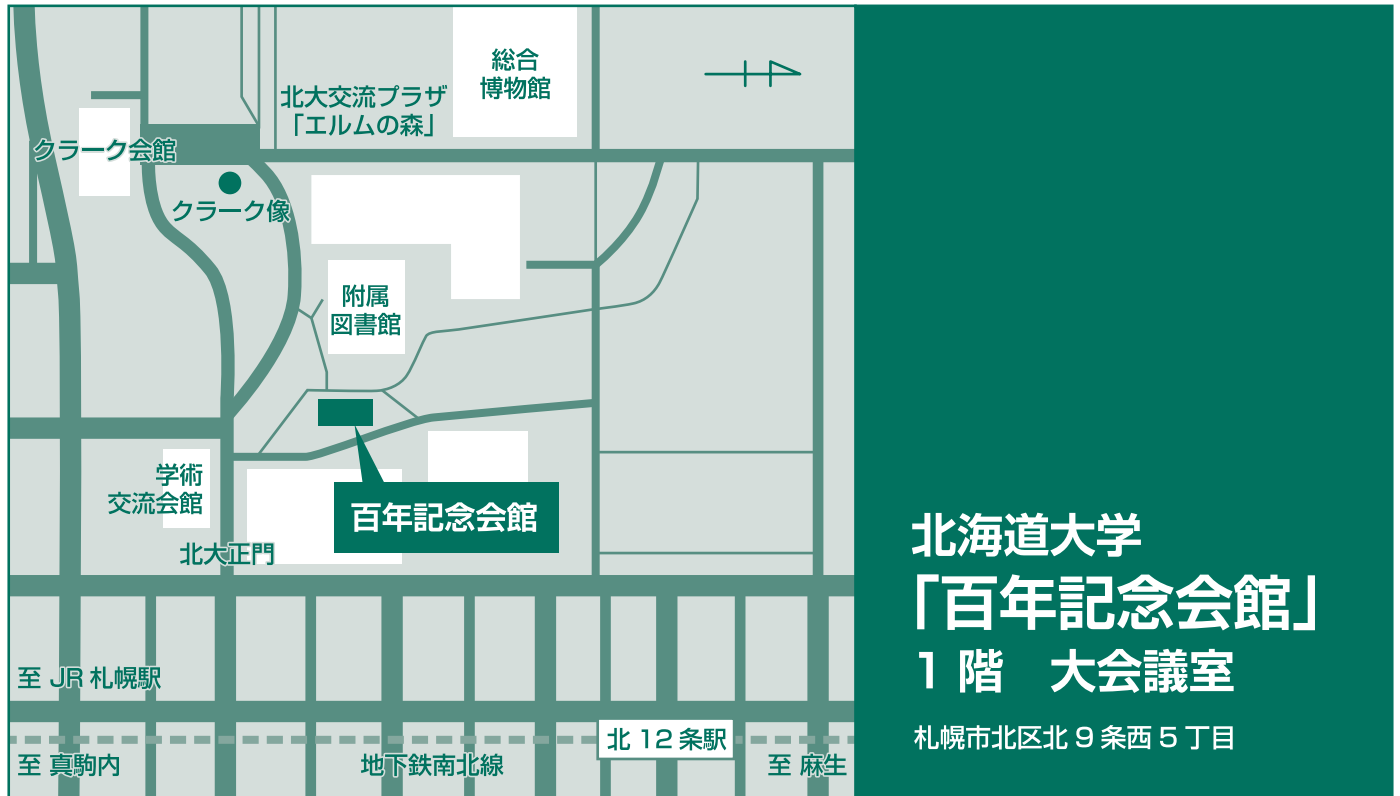 総合
博物館
北大交流プラザ
「エルムの森」
クラーク会館
クラーク像
附属
図書館
学術
交流会館
百年記念会館
北大正門
至 JR 札幌駅
北 12 条駅
至 真駒内
地下鉄南北線
至 麻生
北海道大学
「百年記念会館」
1 階　大会議室
札幌市北区北 9 条西 5 丁目